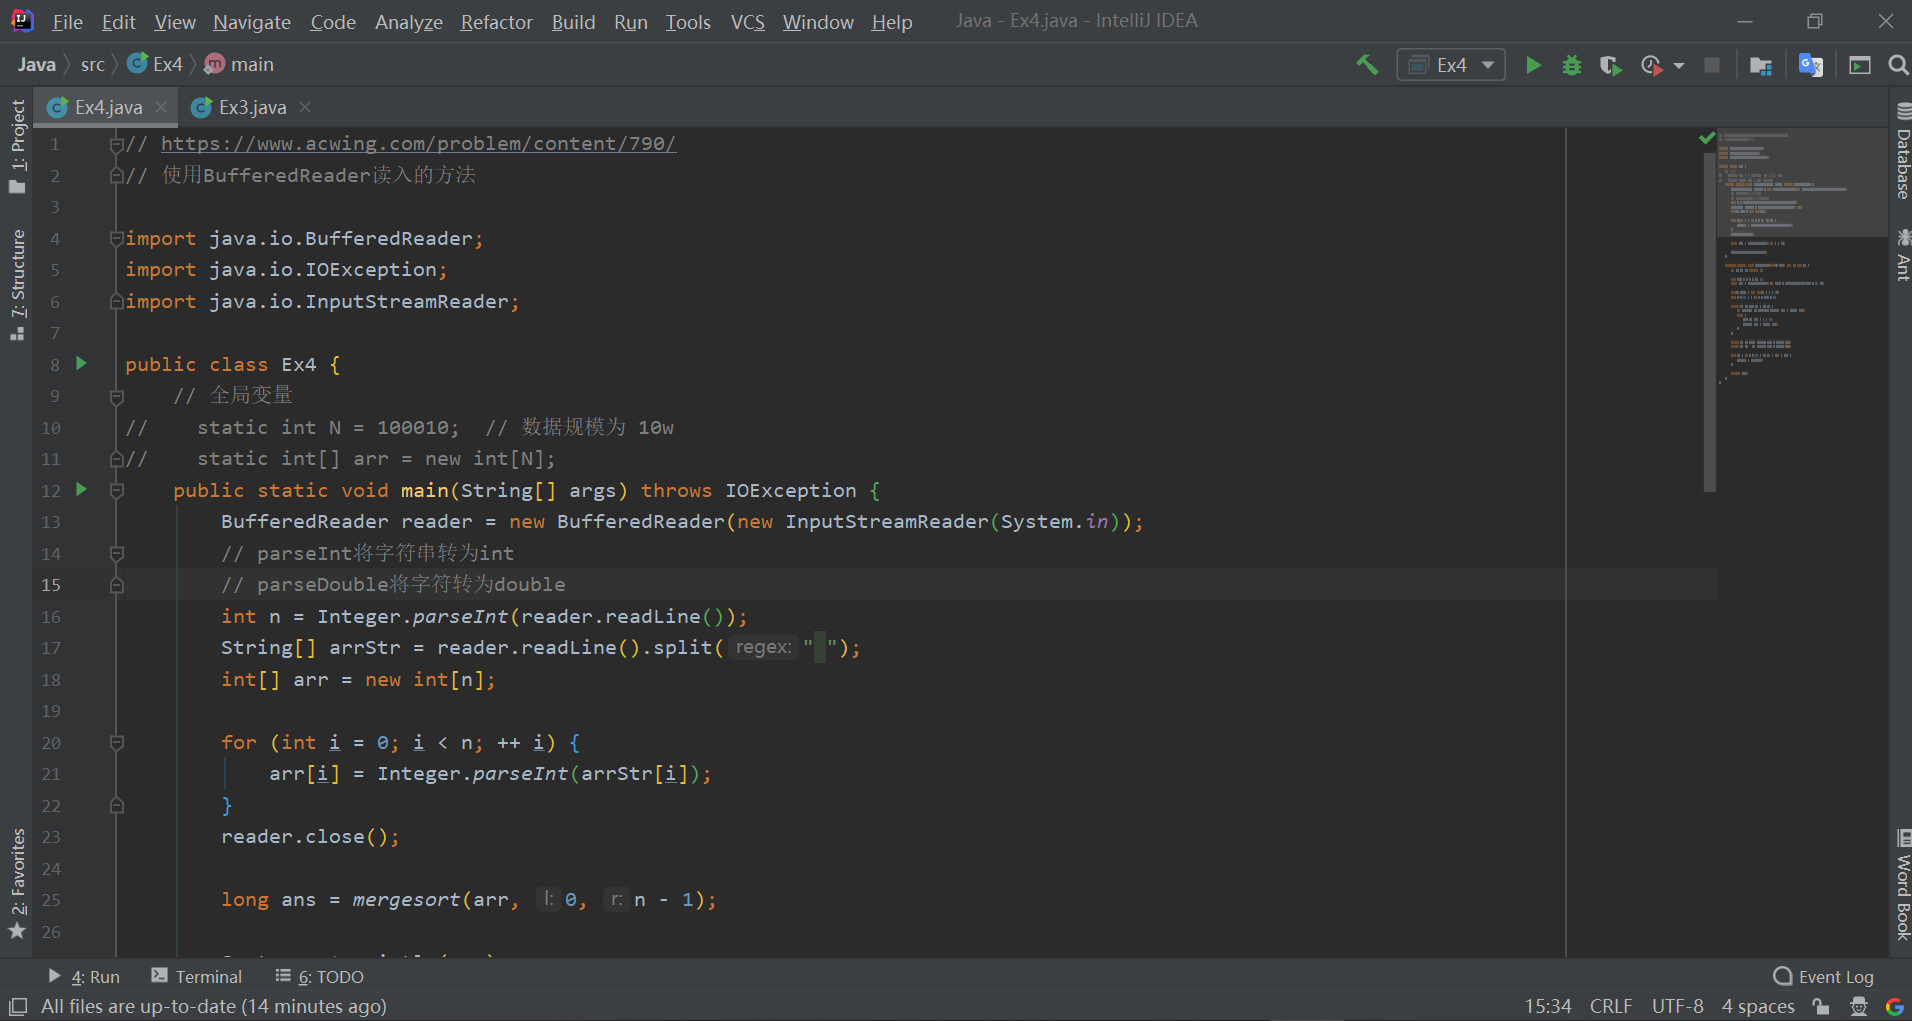 File Edit View Navigate Code Analyze Refactor Build Run Tools VCS Window Help Java - Ex4.java - IntelliJ IDEA
Java src Ex4 main Ex4
Ex4.java Ex3.java
1: Project
7: Structure
2: Favorites
1 // https://www.acwing.com/problem/content/790/
2 // 使用BufferedReader读入的方法
3
4 import java.io.BufferedReader;
5 import java.io.IOException;
6 import java.io.InputStreamReader;
7
8 public class Ex4 {
9 // 全局变量
10 // static int N = 100010; // 数据规模为 10w
11 // static int[] arr = new int[N];
12 public static void main(String[] args) throws IOException {
13 BufferedReader reader = new BufferedReader(new InputStreamReader(System.in));
14 // parseInt将字符串转为int
15 // parseDouble将字符转为double
16 int n = Integer.parseInt(reader.readLine());
17 String[] arrStr = reader.readLine().split( regex: " ");
18 int[] arr = new int[n];
19
20 for (int i = 0; i < n; ++ i) {
21 arr[i] = Integer.parseInt(arrStr[i]);
22 }
23 reader.close();
24
25 long ans = mergesort(arr, l: 0, r: n - 1);
26
Database
Ant
Word Book
4: Run Terminal 6: TODO Event Log
All files are up-to-date (14 minutes ago) 15:34 CRLF UTF-8 4 spaces